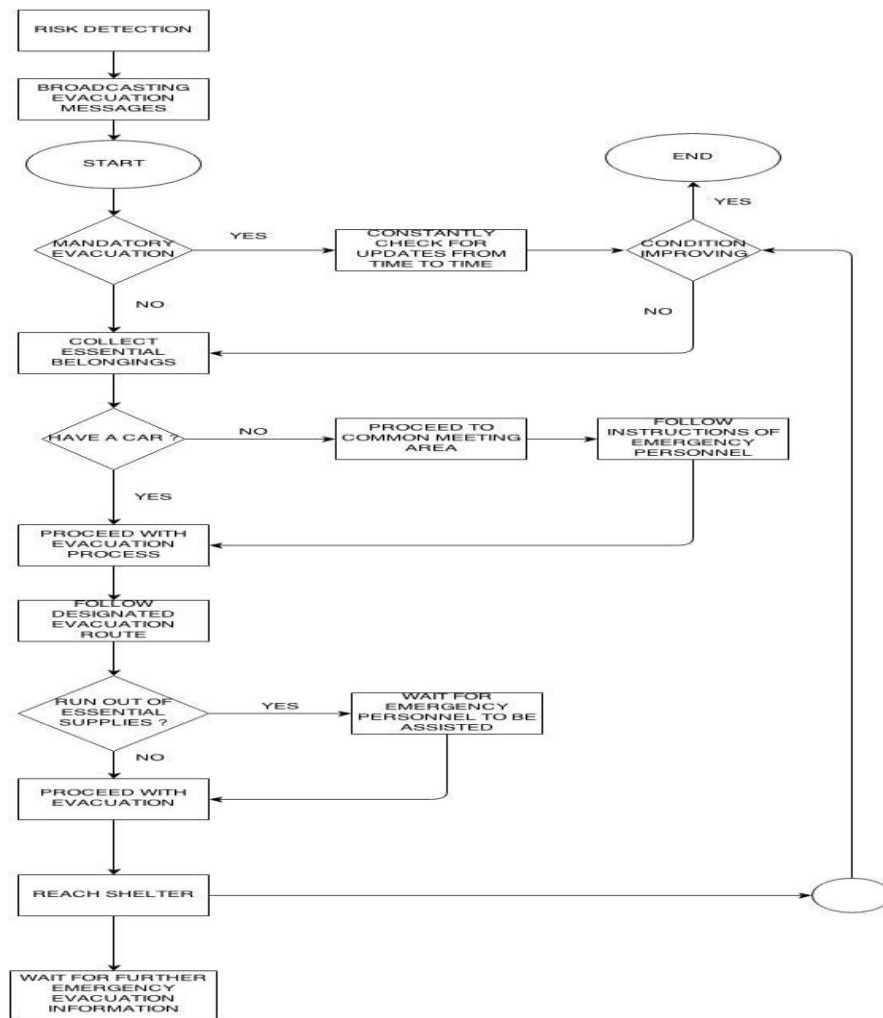 RISK DETECTION
BROADCASTING
EVACUATION
MESSAGES
START
END
YES
MANDATORY
EVACUATION
YES
CONSTANTLY
CHECK FOR
UPDATES FROM
TIME TO TIME
CONDITION
IMPROVING
NO
NO
COLLECT
ESSENTIAL
BELONGINGS
HAVE A CAR ?
NO
PROCEED TO
COMMON MEETING
AREA
FOLLOW
INSTRUCTIONS OF
EMERGENCY
PERSONNEL
YES
PROCEED WITH
EVACUATION
PROCESS
FOLLOW
DESIGNATED
EVACUATION
ROUTE
RUN OUT OF
ESSENTIAL
SUPPLIES ?
YES
WAIT FOR
EMERGENCY
PERSONNEL TO BE
ASSISTED
NO
PROCEED WITH
EVACUATION
REACH SHELTER
WAIT FOR FURTHER
EMERGENCY
EVACUATION
INFORMATION